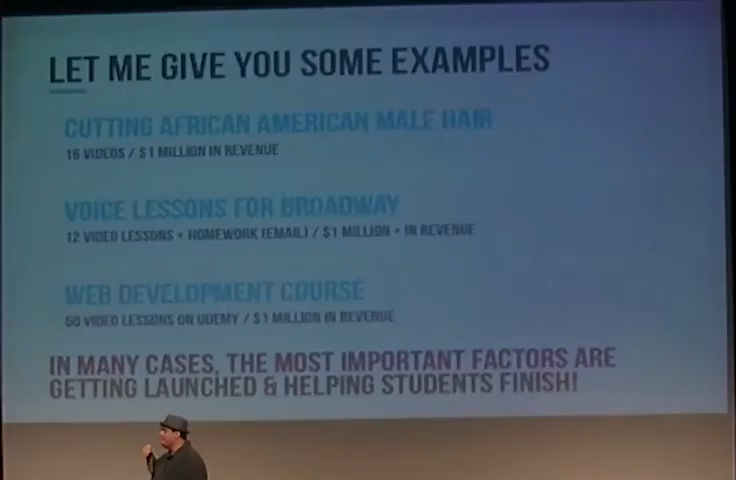 LET ME GIVE YOU SOME EXAMPLES
CUTTING AFRICAN AMERICAN MALE HAIR
16 VIDEOS / $1 MILLION IN REVENUE
VOICE LESSONS FOR BROADWAY
12 VIDEO LESSONS + HOMEWORK (EMAIL) / $1 MILLION + IN REVENUE
WEB DEVELOPMENT COURSE
50 VIDEO LESSONS ON UDEMY / $1 MILLION IN REVENUE
IN MANY CASES, THE MOST IMPORTANT FACTORS ARE
GETTING LAUNCHED & HELPING STUDENTS FINISH!